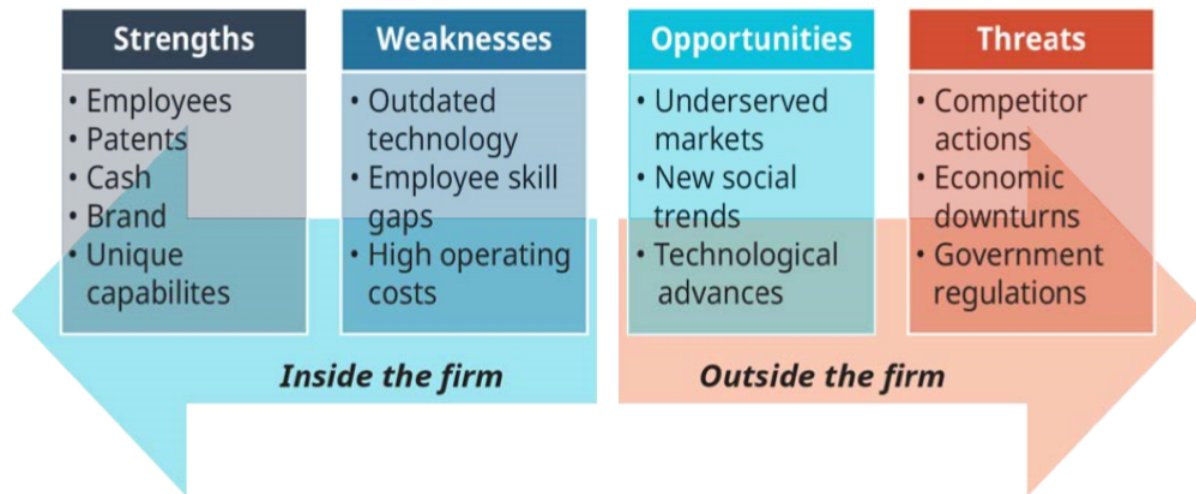 Strengths
• Employees
• Patents
• Cash
• Brand
• Unique
capabilites
Weaknesses
• Outdated
technology
• Employee skill
gaps
• High operating
costs
Opportunities
• Underserved
markets
• New social
trends
• Technological
advances
Threats
• Competitor
actions
• Economic
downturns
• Government
regulations
Inside the firm
Outside the firm